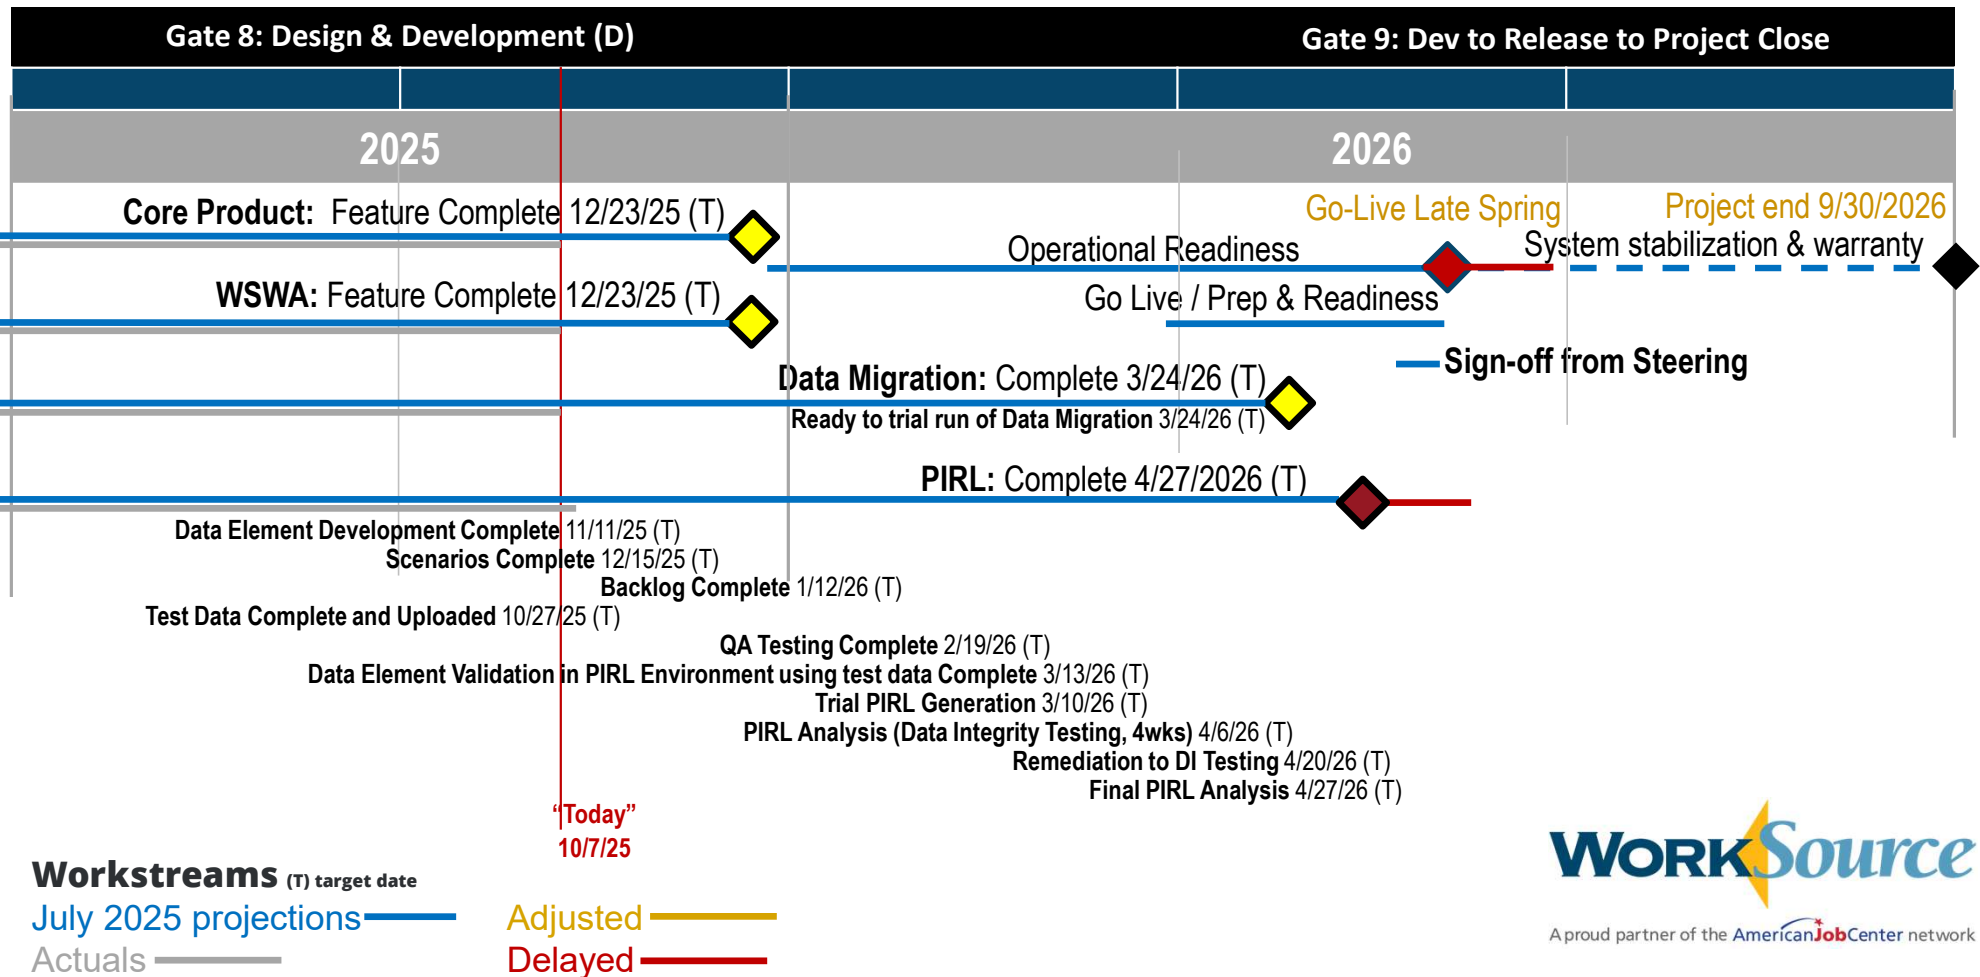 Gate 8: Design & Development (D)
Gate 9: Dev to Release to Project Close
2025
2026
Core Product: Feature Complete 12/23/25 (T)
Go-Live Late Spring
Project end 9/30/2026
Operational Readiness
System stabilization & warranty
WSWA: Feature Complete 12/23/25 (T)
Go Live / Prep & Readiness
Sign-off from Steering
Data Migration: Complete 3/24/26 (T)
Ready to trial run of Data Migration 3/24/26 (T)
PIRL: Complete 4/27/2026 (T)
Data Element Development Complete 11/11/25 (T)
Scenarios Complete 12/15/25 (T)
Backlog Complete 1/12/26 (T)
Test Data Complete and Uploaded 10/27/25 (T)
QA Testing Complete 2/19/26 (T)
Data Element Validation in PIRL Environment using test data Complete 3/13/26 (T)
Trial PIRL Generation 3/10/26 (T)
PIRL Analysis (Data Integrity Testing, 4wks) 4/6/26 (T)
Remediation to DI Testing 4/20/26 (T)
Final PIRL Analysis 4/27/26 (T)
“Today”
10/7/25
Workstreams (T) target date
July 2025 projections
Adjusted
Actuals
Delayed
WorkSource
A proud partner of the AmericanJobCenter network